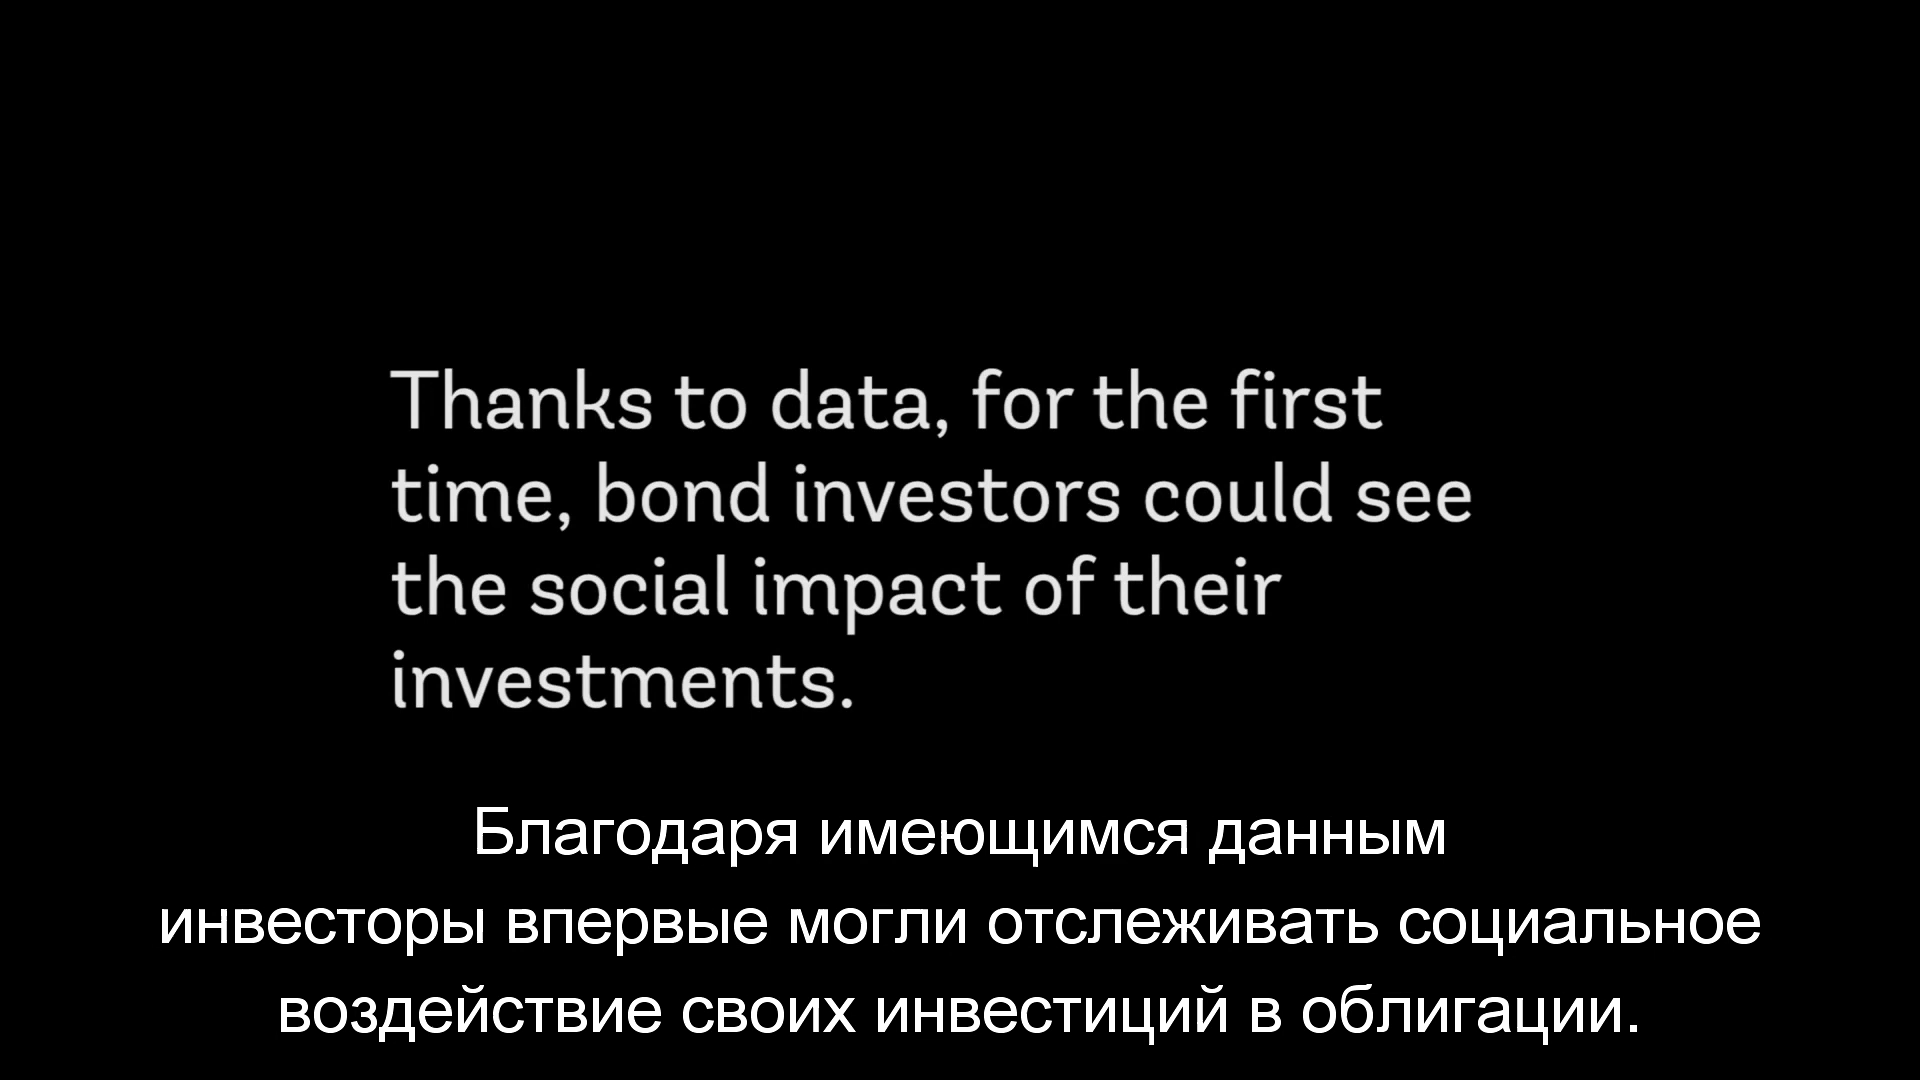 Thanks to data, for the first
time, bond investors could see
the social impact of their
investments.
Благодаря имеющимся данным
инвесторы впервые могли отслеживать социальное
воздействие своих инвестиций в облигации.